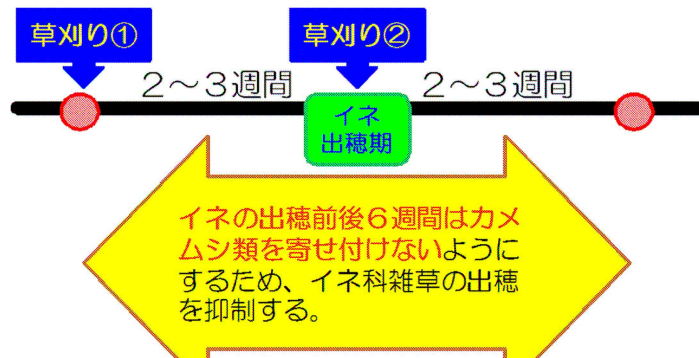 草刈り①
草刈り②
2～3週間
2～3週間
イネ
出穂期
イネの出穂前後6週間はカメ
ムシ類を寄せ付けないように
するため、イネ科雑草の出穂
を抑制する。